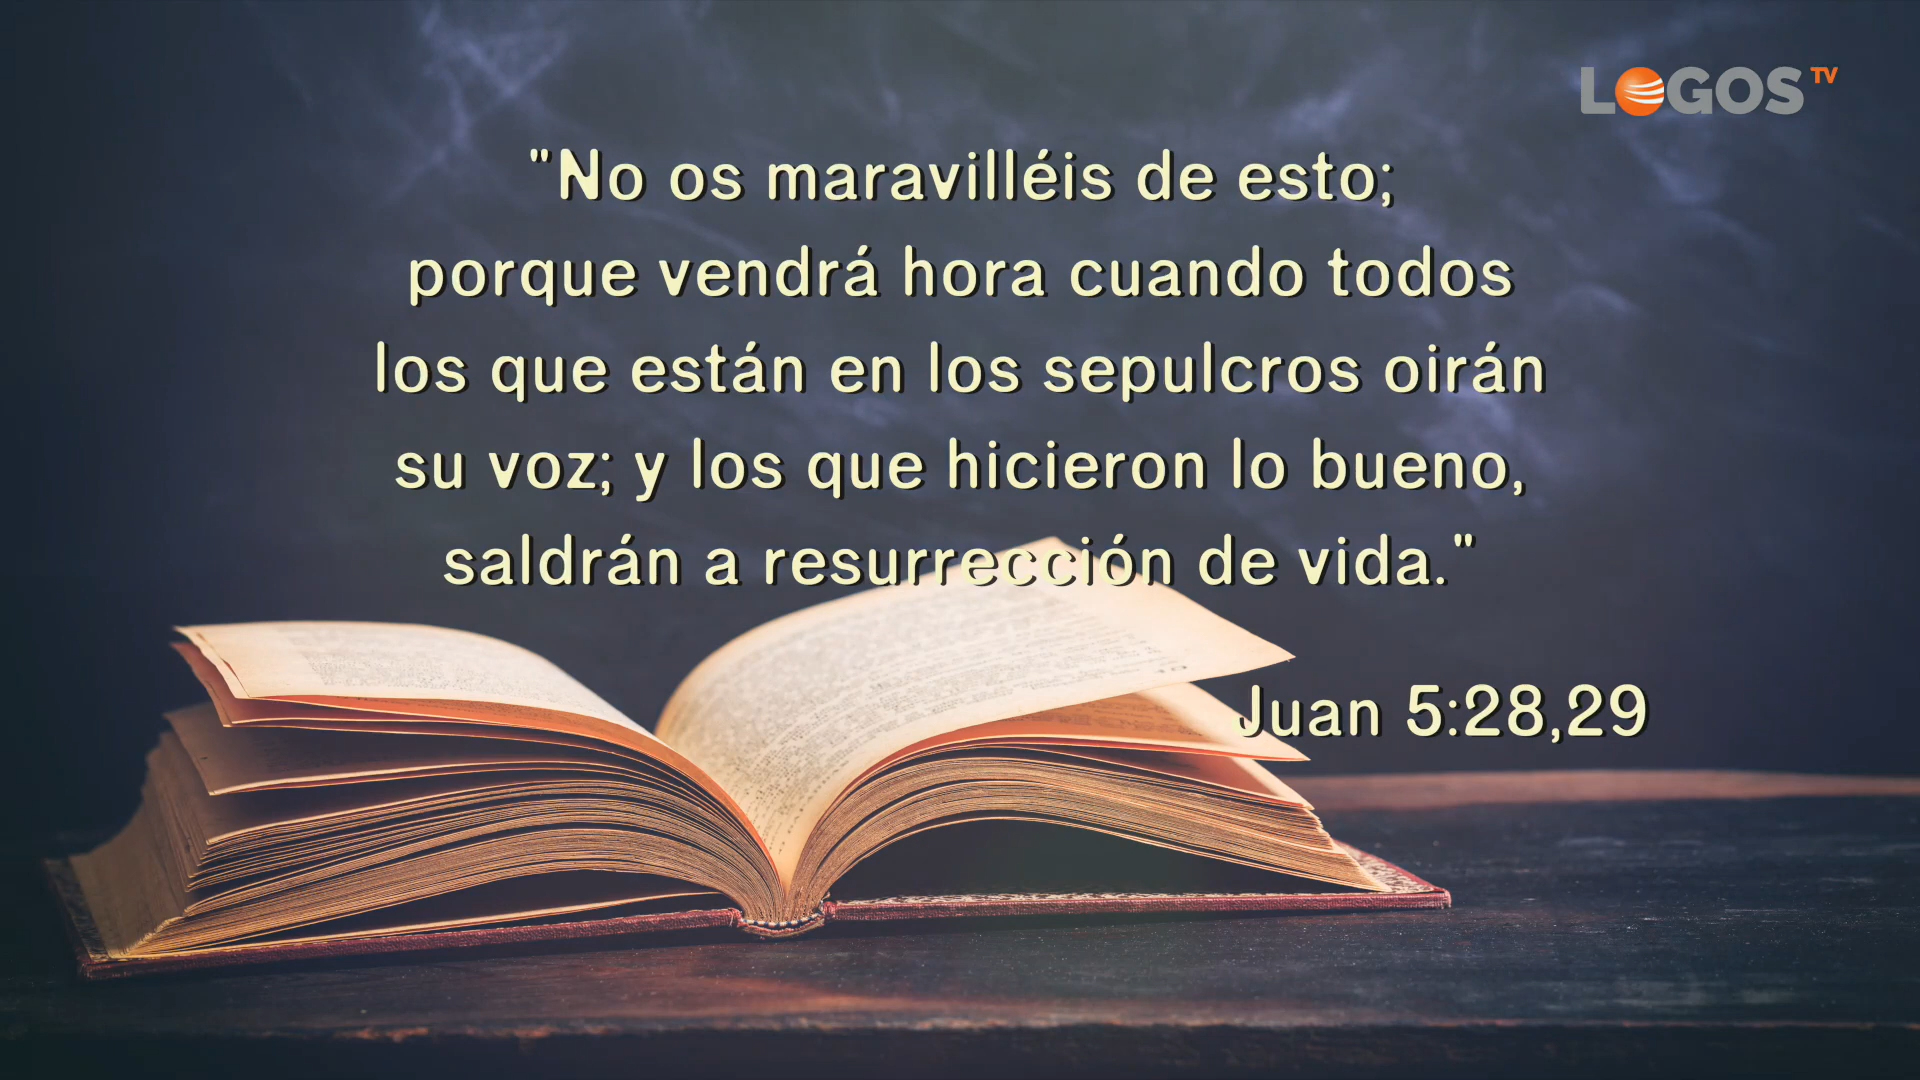 LOGOS TV
"No os maravilléis de esto;
porque vendrá hora cuando todos
los que están en los sepulcros oirán
su voz; y los que hicieron lo bueno,
saldrán a resurrección de vida."
Juan 5:28,29